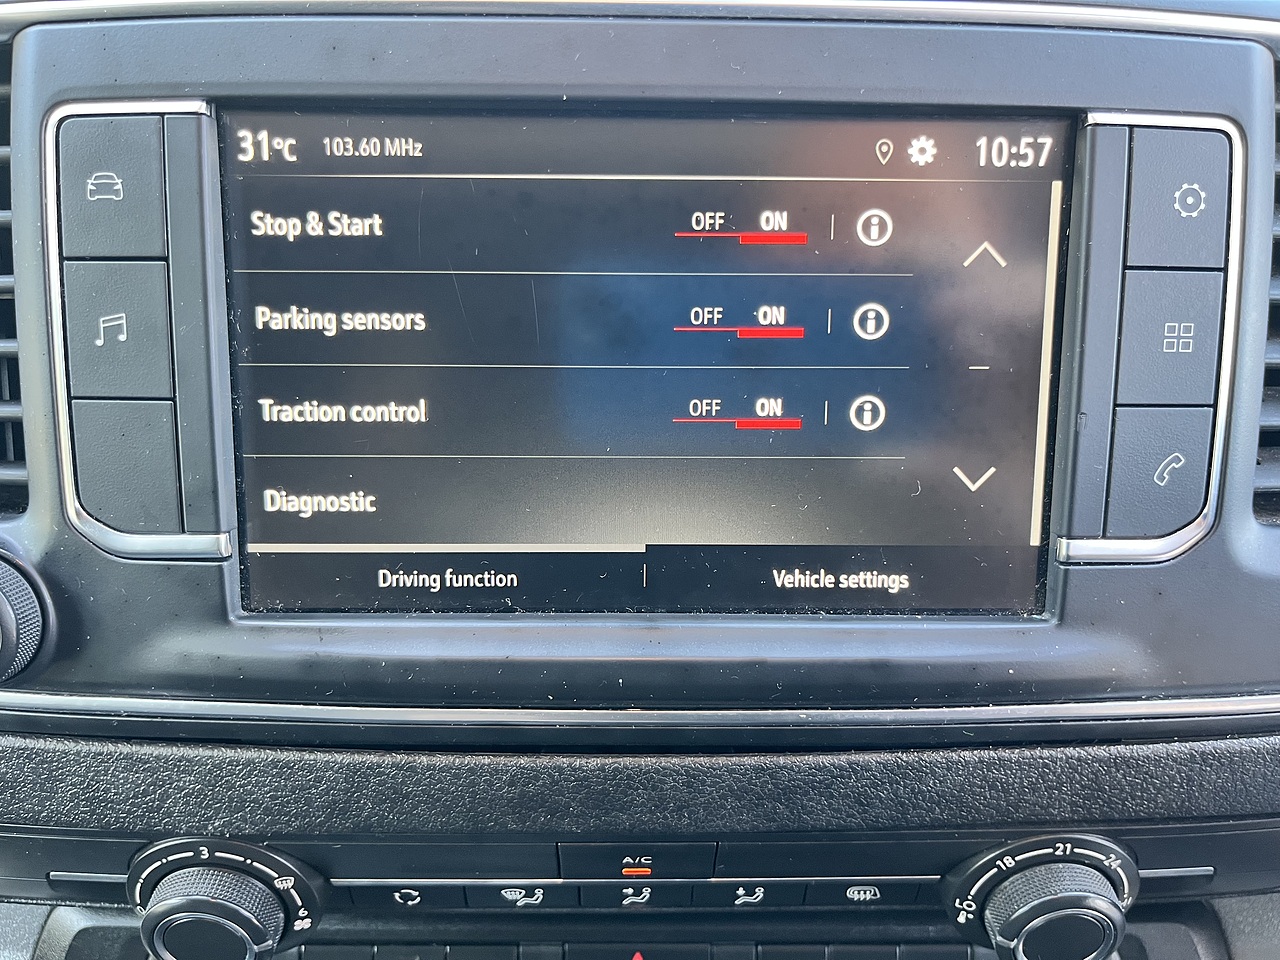 31°C 103.60 MHz 10:57
Stop & Start OFF ON
Parking sensors OFF ON
Traction control OFF ON
Diagnostic
Driving function Vehicle settings
A/C
3 6
18 21 24